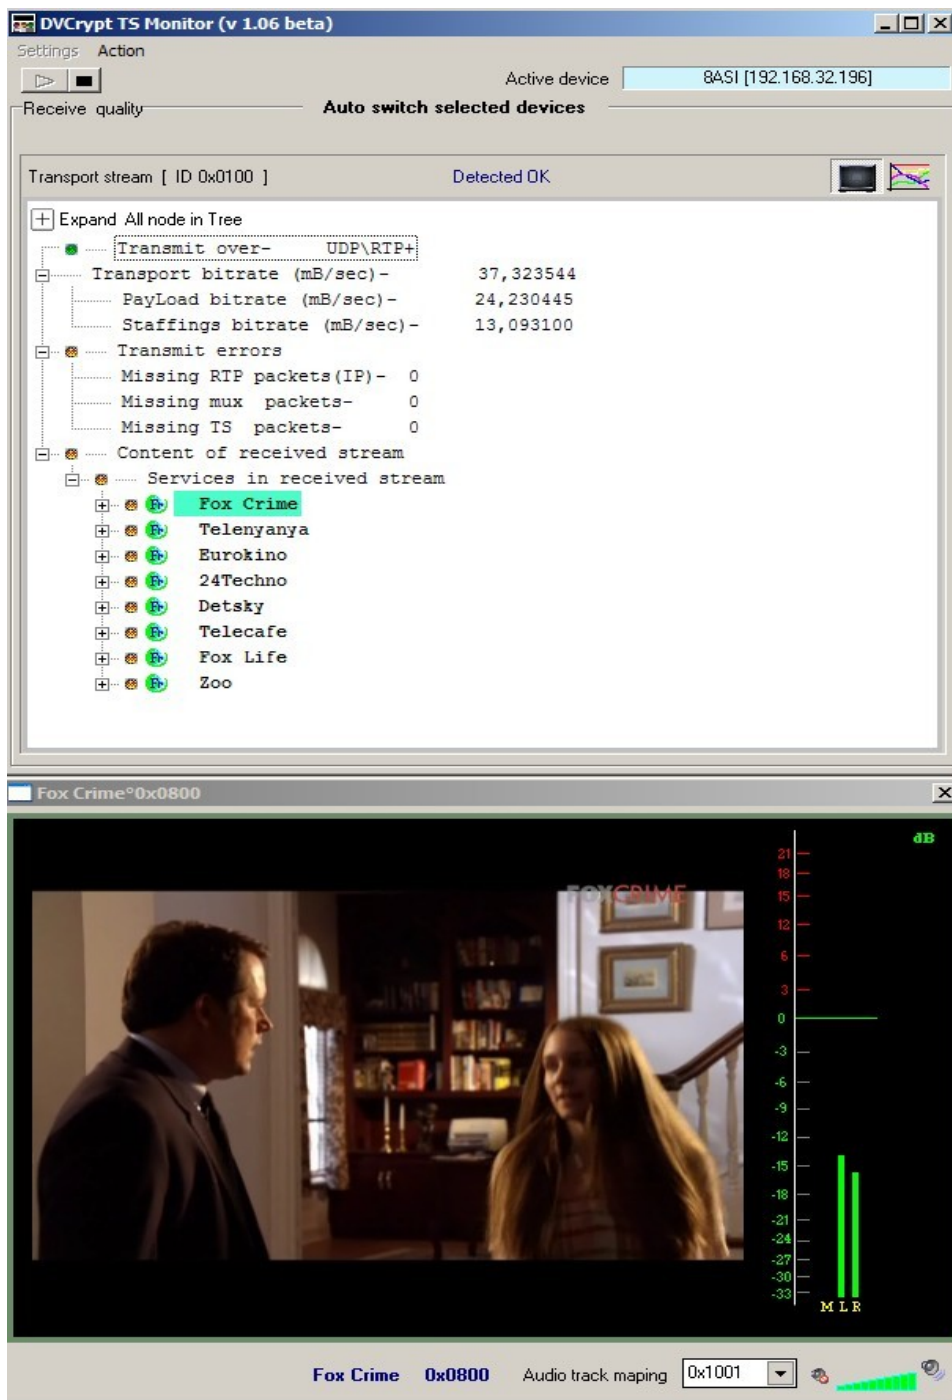 DVCrypt TS Monitor (v 1.06 beta)
Settings Action
Active device 8ASI [192.168.32.196]
Receive quality Auto switch selected devices
Transport stream [ ID 0x0100 ] Detected OK
Expand All node in Tree
Transmit over- UDP\RTP+
Transport bitrate (mB/sec)- 37,323544
PayLoad bitrate (mB/sec)- 24,230445
Staffings bitrate (mB/sec)- 13,093100
Transmit errors
Missing RTP packets(IP)- 0
Missing mux packets- 0
Missing TS packets- 0
Content of received stream
Services in received stream
Fox Crime
Telenyanya
Eurokino
24Techno
Detsky
Telecafe
Fox Life
Zoo
Fox Crime°0x0800
dB
FOXCRIME
21
18
15
12
6
3
0
-3
-6
-9
-12
-15
-18
-21
-24
-27
-30
-33
M L R
Fox Crime 0x0800 Audio track maping 0x1001